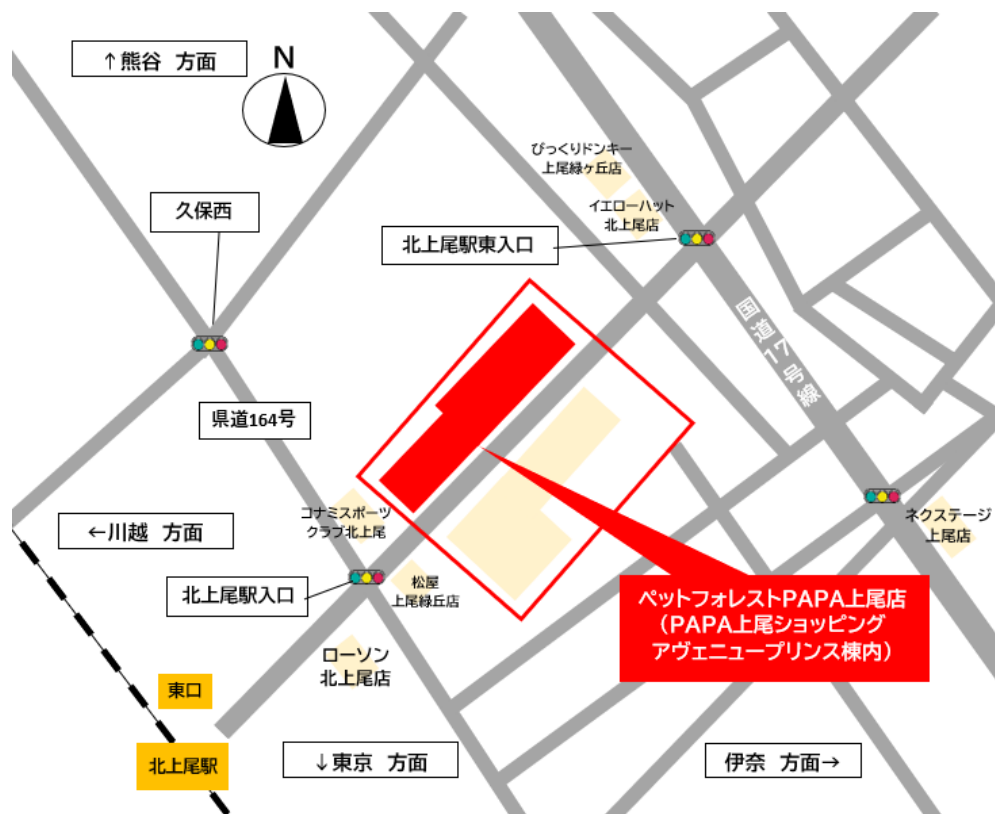 ↑熊谷 方面
N
びっくりドンキー
上尾緑ヶ丘店
久保西
イエローハット
北上尾店
北上尾駅東入口
国道17号線
県道164号
コナミスポーツ
クラブ北上尾
←川越 方面
ネクステージ
上尾店
北上尾駅入口
松屋
上尾緑丘店
ペットフォレストPAPA上尾店
(PAPA上尾ショッピング
アヴェニュープリンス棟内)
ローソン
北上尾店
東口
北上尾駅
↓東京 方面
伊奈 方面→